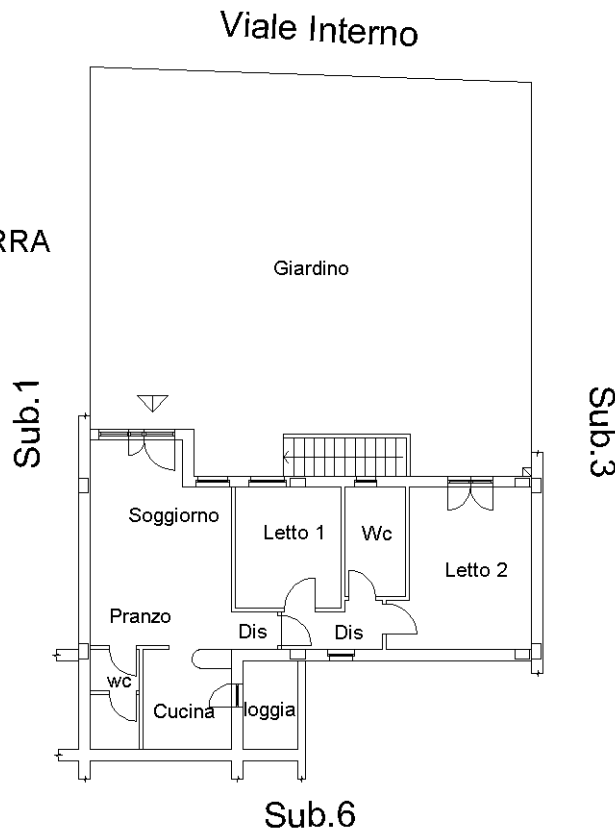 Viale Interno
RRA
Giardino
Sub.1
Sub.3
Soggiorno
Letto 1
Wc
Letto 2
Pranzo
Dis
Dis
wc
Cucina
loggia
Sub.6